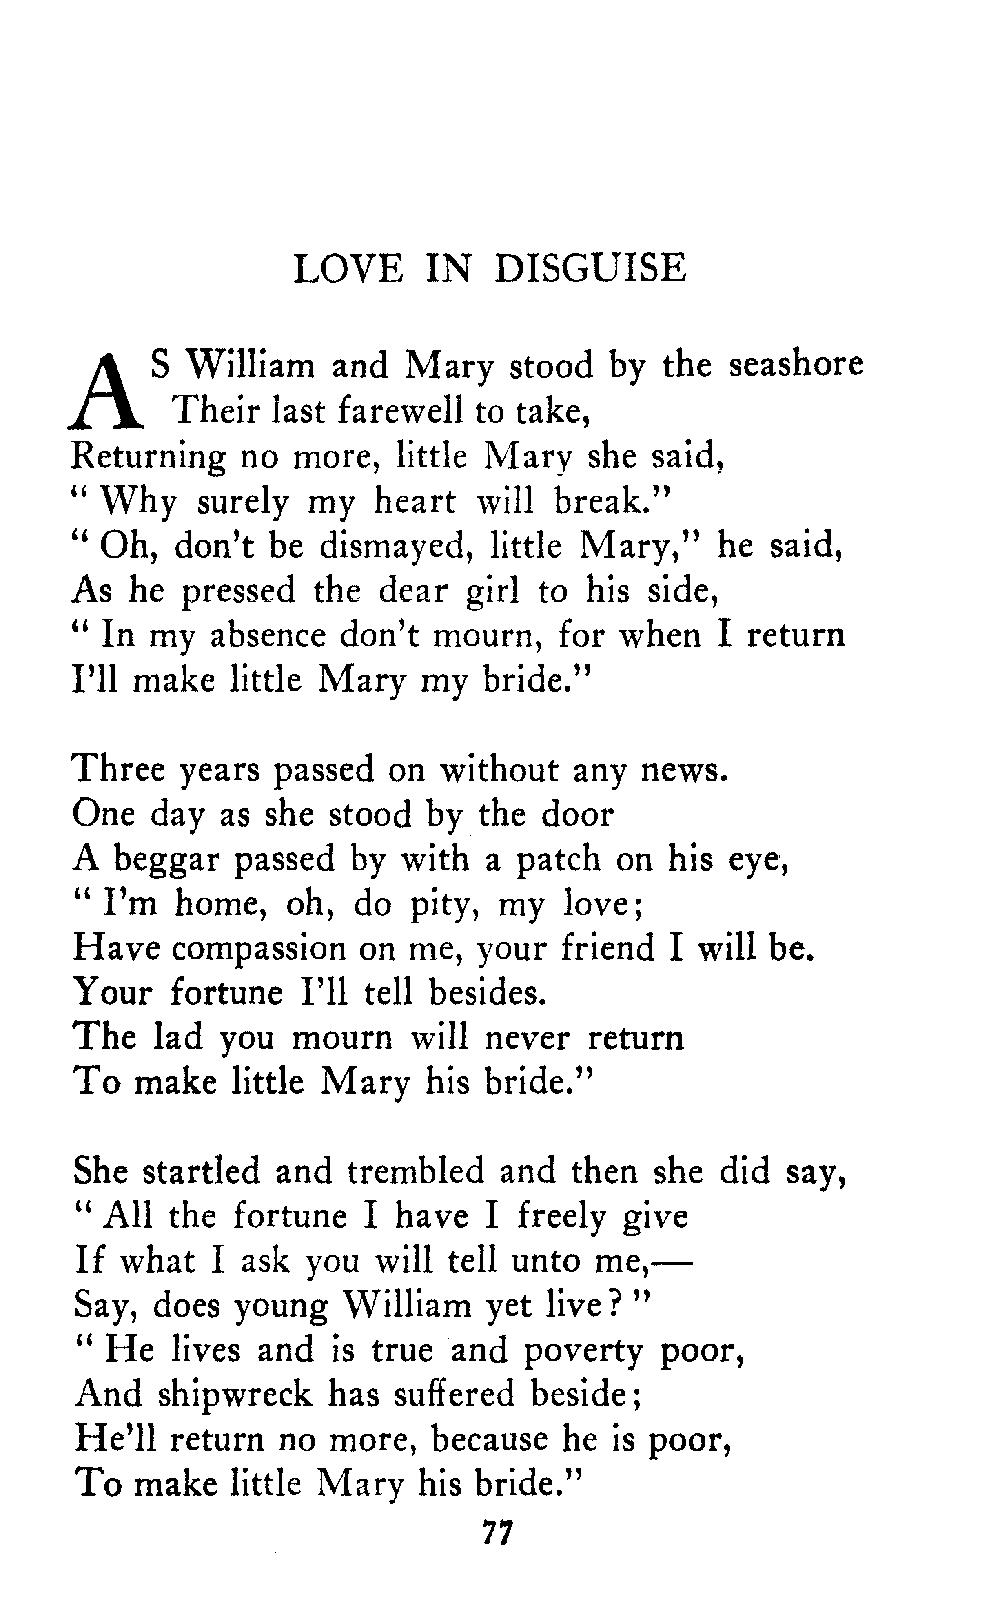 LOVE IN DISGUISE
AS William and Mary stood by the seashore
Their last farewell to take,
Returning no more, little Mary she said,
“ Why surely my heart will break.”
“ Oh, don’t be dismayed, little Mary,” he said,
As he pressed the dear girl to his side,
“ In my absence don’t mourn, for when I return
I’ll make little Mary my bride.”
Three years passed on without any news.
One day as she stood by the door
A beggar passed by with a patch on his eye,
“ I’m home, oh, do pity, my love;
Have compassion on me, your friend I will be.
Your fortune I’ll tell besides.
The lad you mourn will never return
To make little Mary his bride.”
She startled and trembled and then she did say,
“ All the fortune I have I freely give
If what I ask you will tell unto me,—
Say, does young William yet live? ”
“ He lives and is true and poverty poor,
And shipwreck has suffered beside;
He’ll return no more, because he is poor,
To make little Mary his bride.”
77